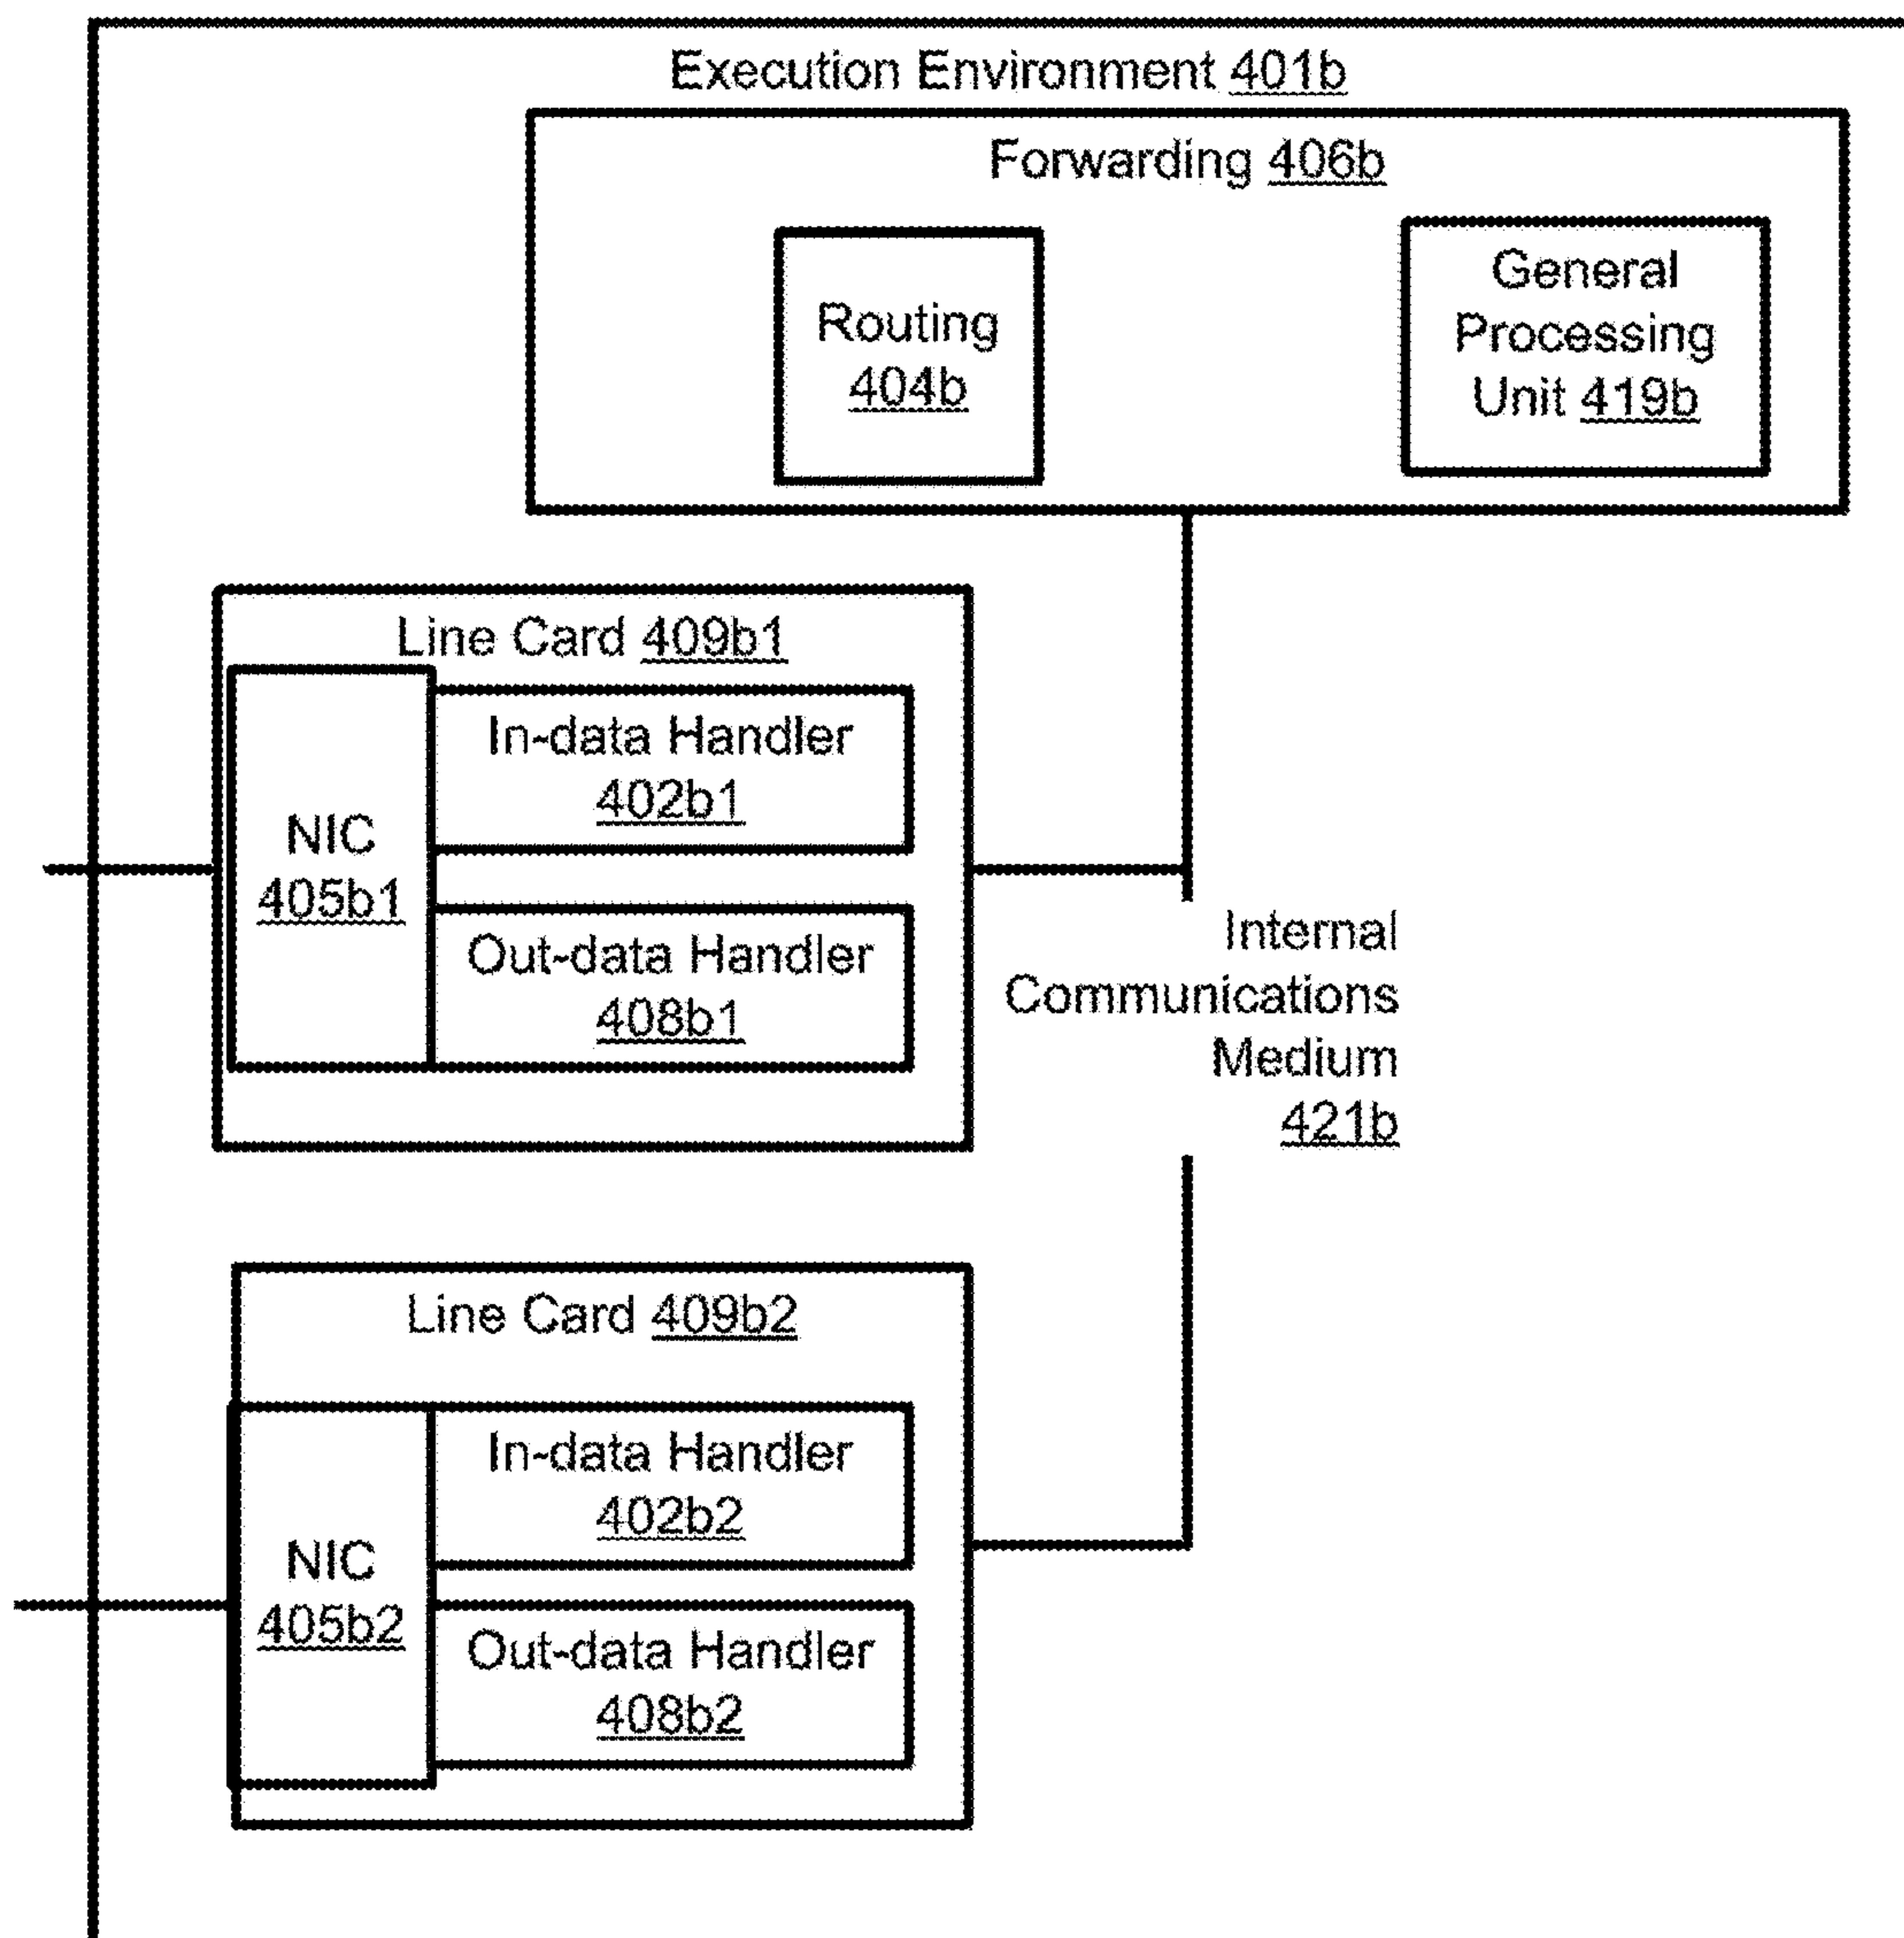 Execution Environment 401b
Forwarding 406b
Routing
404b
General
Processing
Unit 419b
Line Card 409b1
In-data Handler
402b1
NIC
405b1
Out-data Handler
408b1
Internal
Communications
Medium
421b
Line Card 409b2
In-data Handler
402b2
NIC
405b2
Out-data Handler
408b2